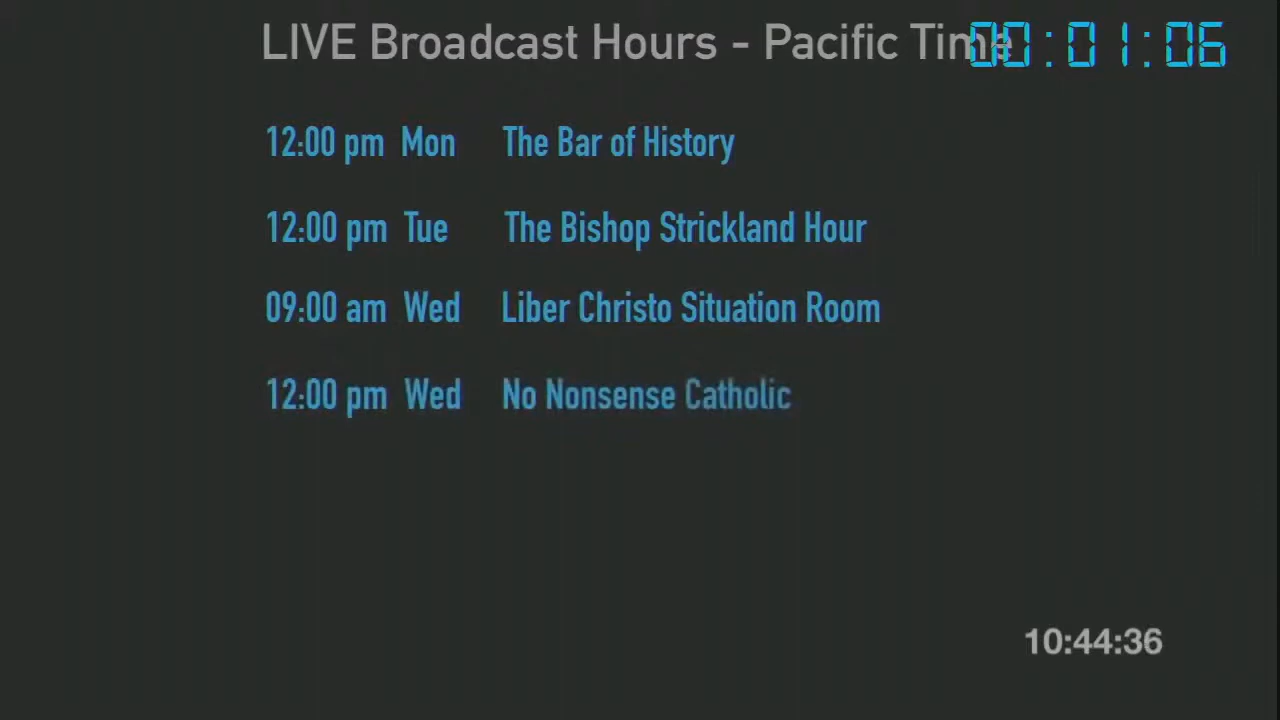 LIVE Broadcast Hours - Pacific Time
00:01:06
12:00 pm Mon The Bar of History
12:00 pm Tue The Bishop Strickland Hour
09:00 am Wed Liber Christo Situation Room
12:00 pm Wed No Nonsense Catholic
10:44:36